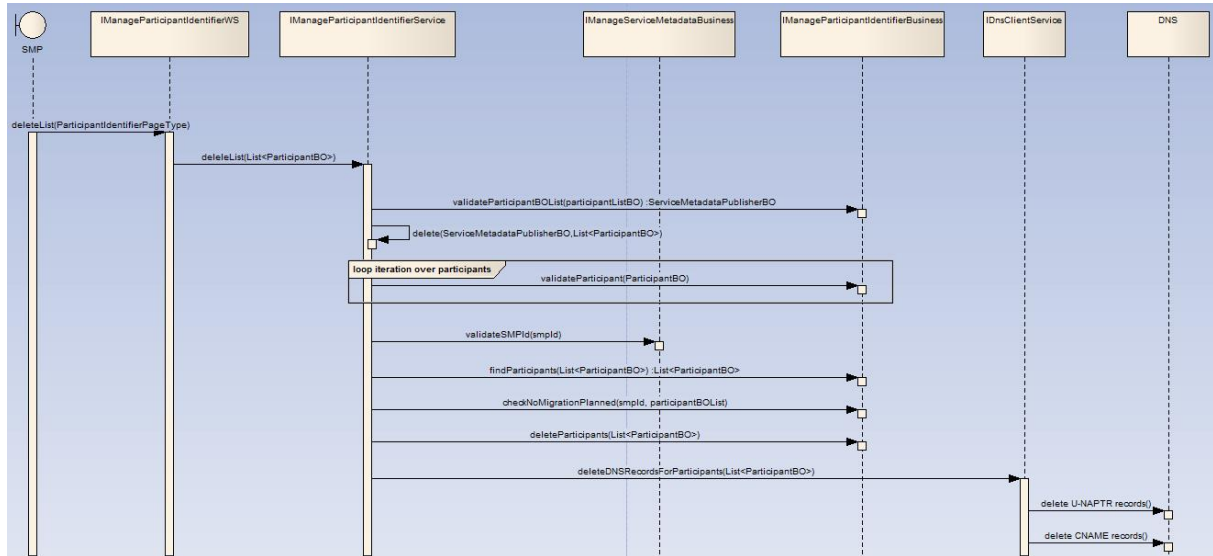 IManageParticipantIdentifierWS
IManageParticipantIdentifierService
IManageServiceMetadataBusiness
IManageParticipantIdentifierBusiness
IDnsClientService
DNS
SMP
deleteList(ParticipantIdentifierPageType)
deleleList(List<ParticipantBO>)
validateParticipantBOList(participantListBO) :ServiceMetadataPublisherBO
delete(ServiceMetadataPublisherBO,List<ParticipantBO>)
loop iteration over participants
validateParticipant(ParticipantBO)
validateSMPId(smpId)
findParticipants(List<ParticipantBO>) :List<ParticipantBO>
checkNoMigrationPlanned(smpId, participantBOList)
deleteParticipants(List<ParticipantBO>)
deleteDNSRecordsForParticipants(List<ParticipantBO>)
delete U-NAPTR records()
delete CNAME records()